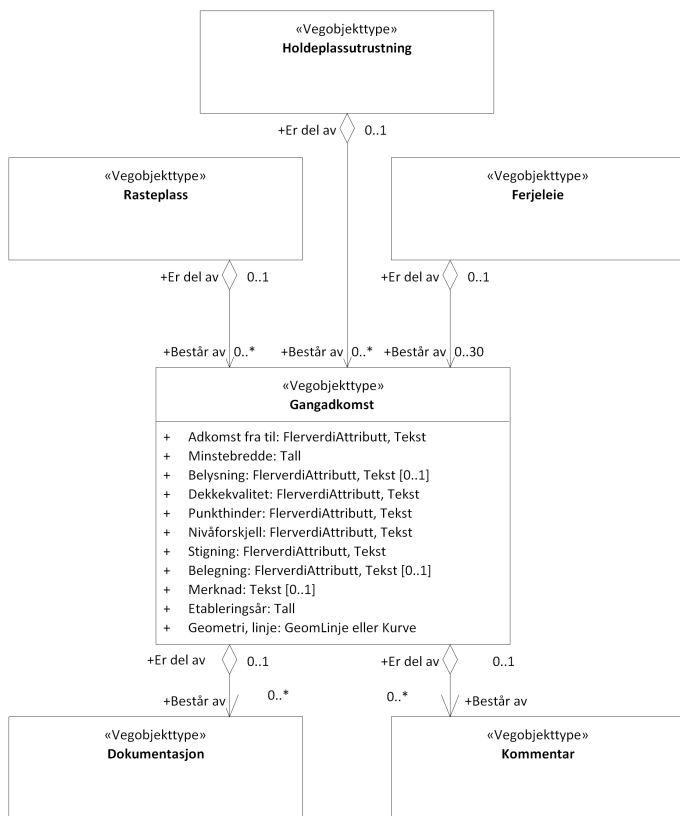 «Vegobjekttype»
Holdeplassutrustning
+Er del av 0..1
«Vegobjekttype»
Rasteplass
«Vegobjekttype»
Ferjeleie
+Er del av 0..1
+Er del av 0..1
+Består av 0..*
+Består av 0..*
+Består av 0..30
«Vegobjekttype»
Gangadkomst
+ Adkomst fra til: FlerverdiAttributt, Tekst
+ Minstebredde: Tall
+ Belysning: FlerverdiAttributt, Tekst [0..1]
+ Dekkekvalitet: FlerverdiAttributt, Tekst
+ Punkthinder: FlerverdiAttributt, Tekst
+ Nivåforskjell: FlerverdiAttributt, Tekst
+ Stigning: FlerverdiAttributt, Tekst
+ Belegning: FlerverdiAttributt, Tekst [0..1]
+ Merknad: Tekst [0..1]
+ Etableringsår: Tall
+ Geometri, linje: GeomLinje eller Kurve
+Er del av 0..1
+Er del av 0..1
+Består av 0..*
0..* +Består av
«Vegobjekttype»
Dokumentasjon
«Vegobjekttype»
Kommentar